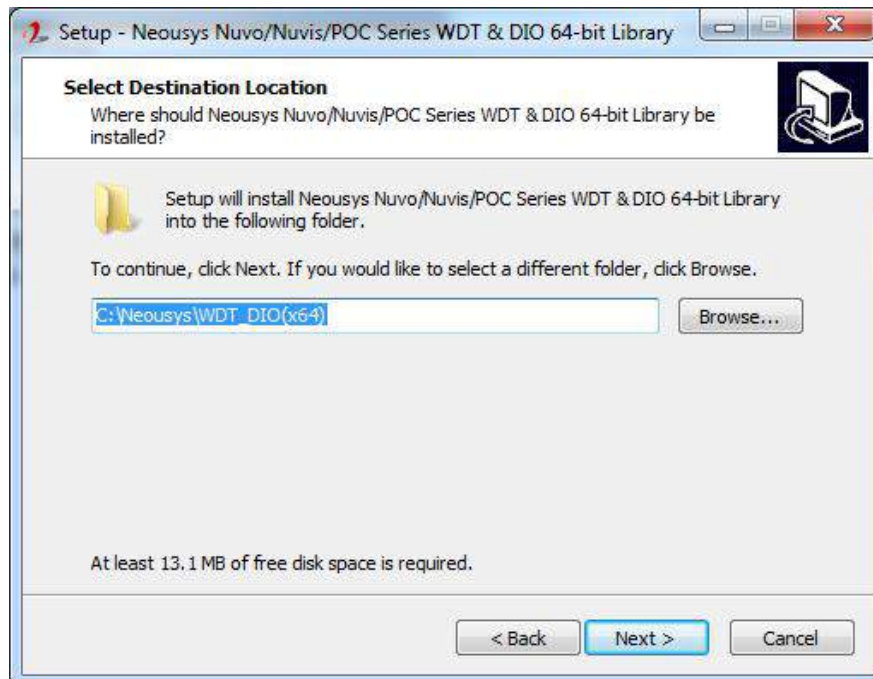 Setup - Neousys Nuvo/Nuvis/POC Series WDT & DIO 64-bit Library
Select Destination Location
Where should Neousys Nuvo/Nuvis/POC Series WDT & DIO 64-bit Library be
installed?
Setup will install Neousys Nuvo/Nuvis/POC Series WDT & DIO 64-bit Library
into the following folder.
To continue, click Next. If you would like to select a different folder, click Browse.
C:\Neousys\WDT_DIO(x64)
Browse...
At least 13.1 MB of free disk space is required.
< Back
Next >
Cancel